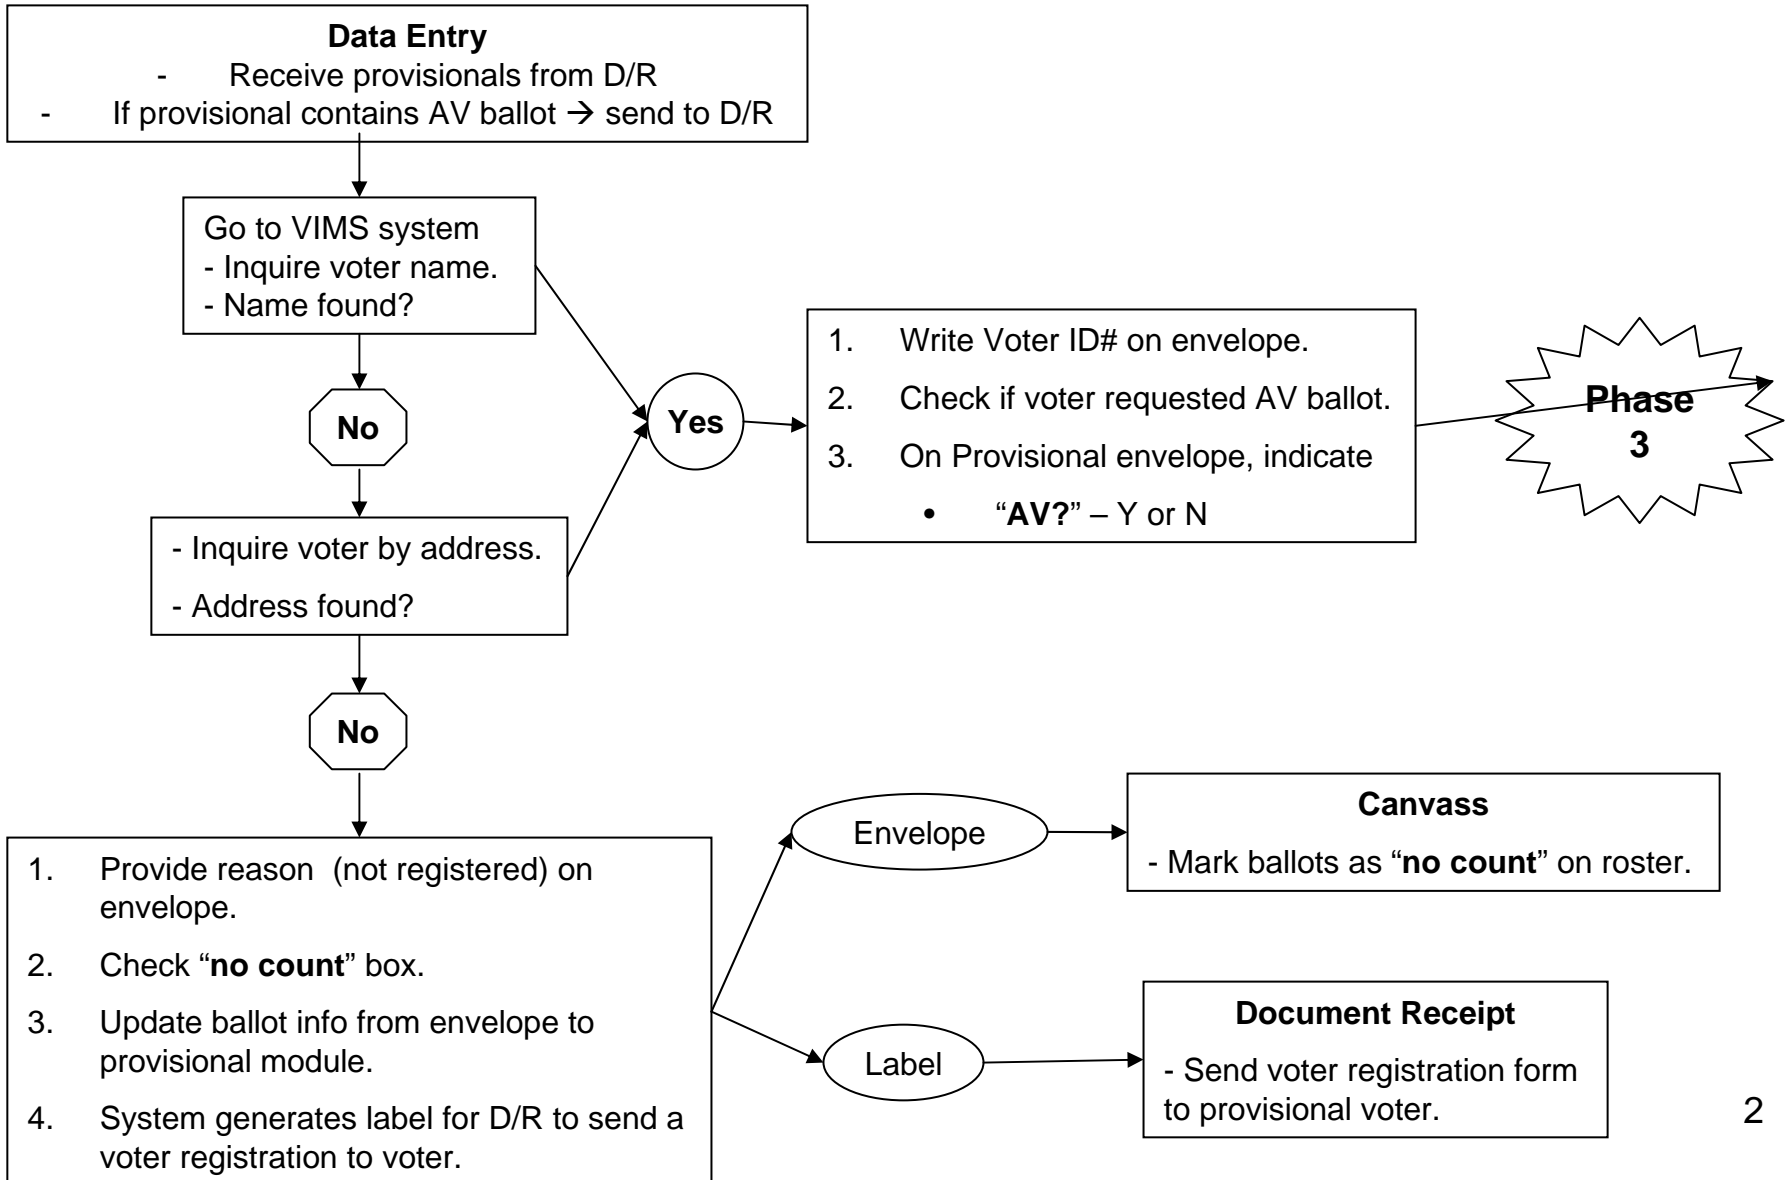 Data Entry
- Receive provisionals from D/R
- If provisional contains AV ballot → send to D/R
Go to VIMS system
- Inquire voter name.
- Name found?
No
- Inquire voter by address.
- Address found?
No
Yes
1. Write Voter ID# on envelope.
2. Check if voter requested AV ballot.
3. On Provisional envelope, indicate
• “AV?” – Y or N
Phase
3
1. Provide reason (not registered) on
envelope.
2. Check “no count” box.
3. Update ballot info from envelope to
provisional module.
4. System generates label for D/R to send a
voter registration to voter.
Envelope
Canvass
- Mark ballots as “no count” on roster.
Label
Document Receipt
- Send voter registration form
to provisional voter.
2